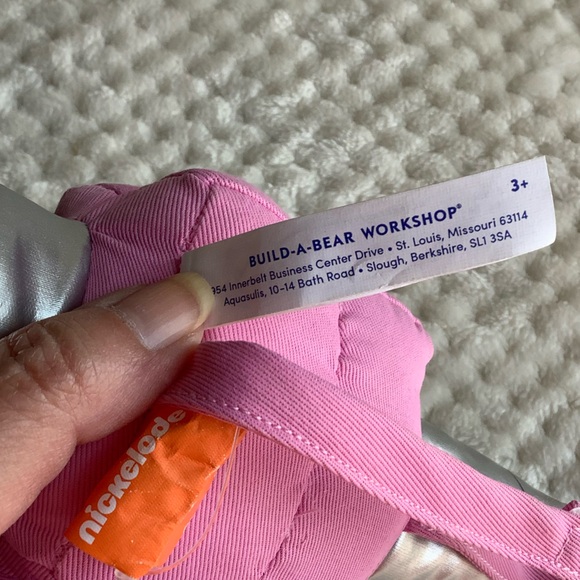 3+
BUILD-A-BEAR WORKSHOP®
954 Innerbelt Business Center Drive • St. Louis, Missouri 63114
Aquasulis, 10-14 Bath Road • Slough, Berkshire, SL1 3SA
nickelode